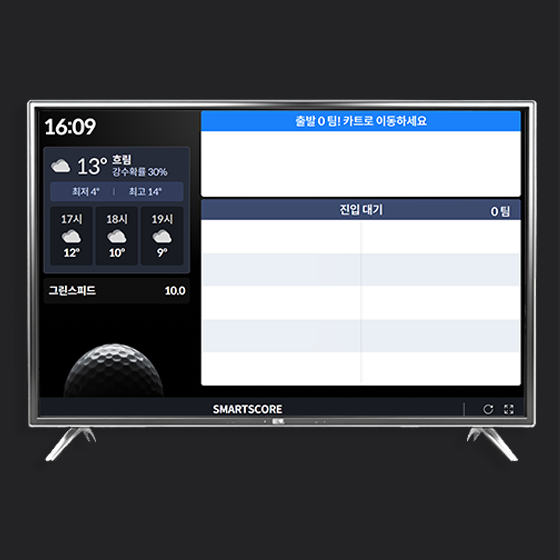 16:09
13° 흐림
강수확률 30%
최저 4° | 최고 14°
17시 18시 19시
12° 10° 9°
그린스피드 10.0
출발 0 팀! 카트로 이동하세요
진입 대기 0 팀
SMARTSCORE